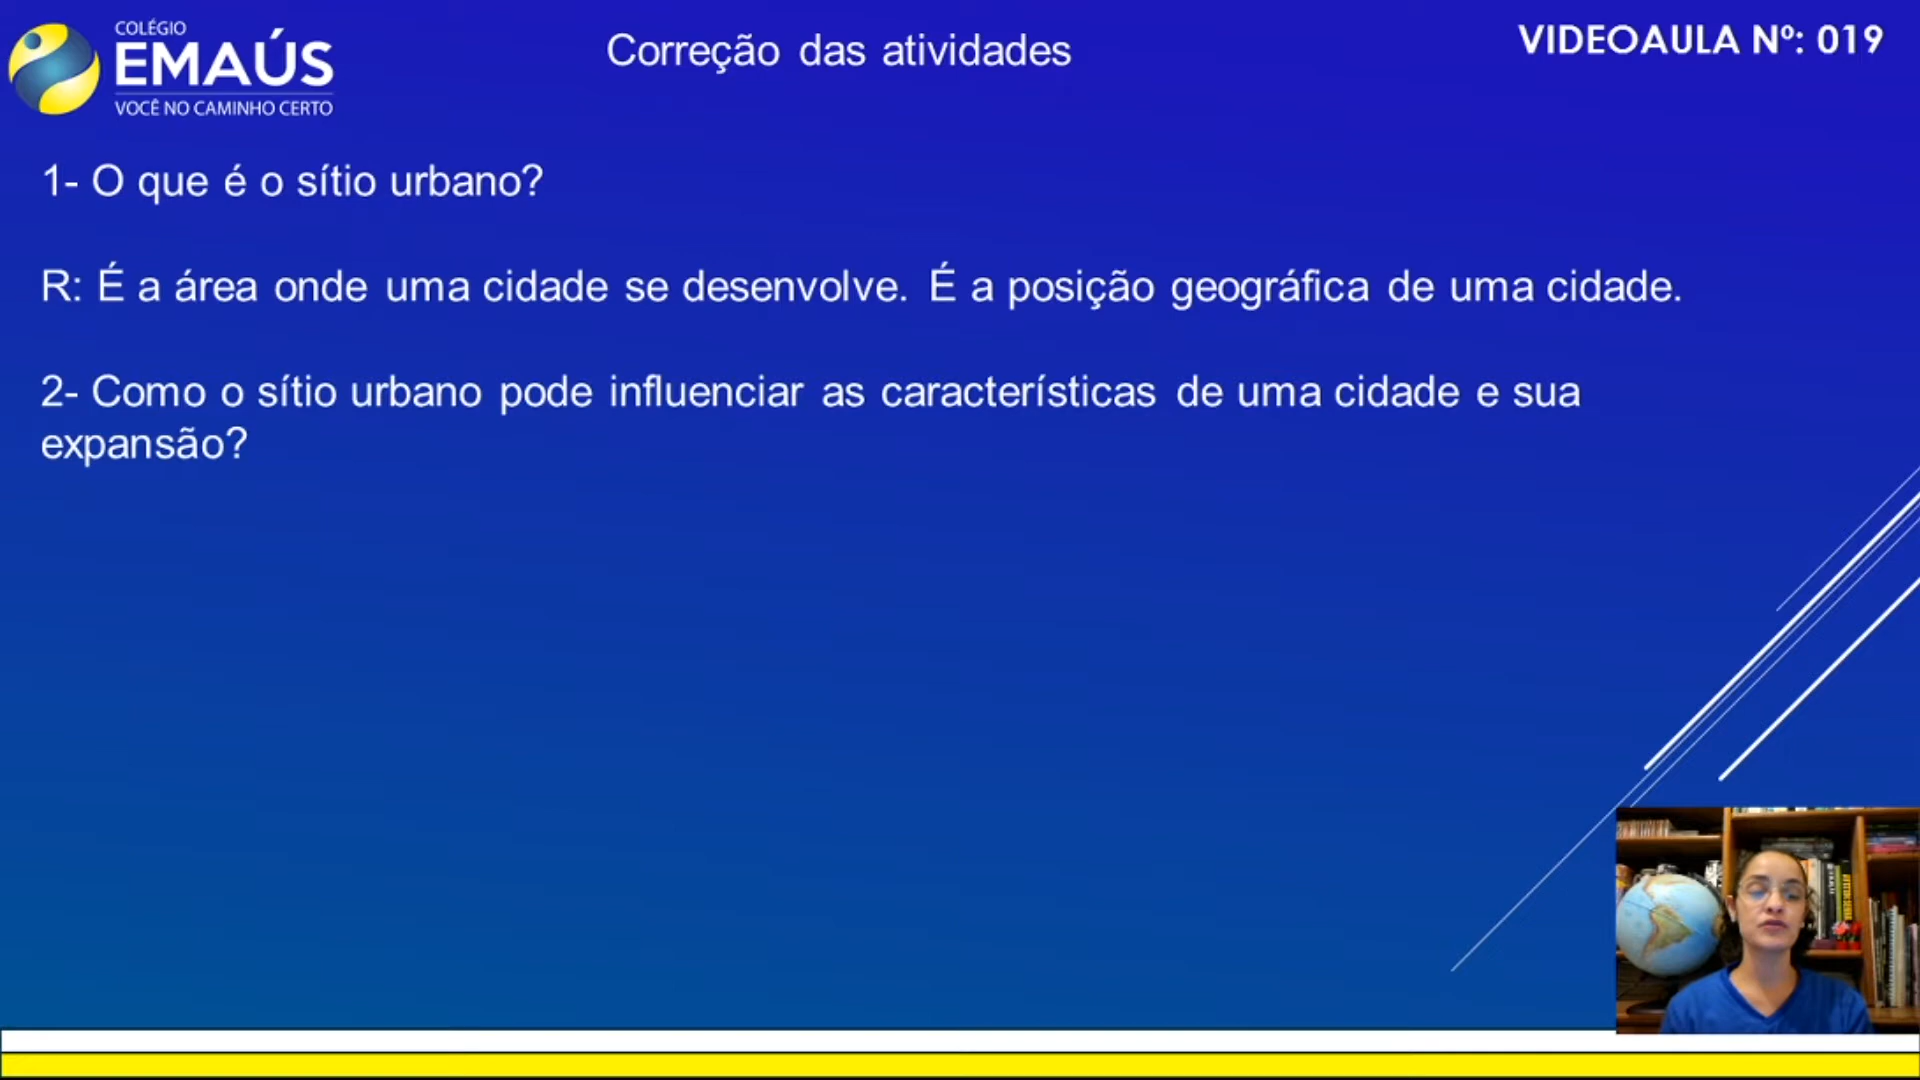 COLÉGIO
EMAÚS
VOCÊ NO CAMINHO CERTO
Correção das atividades
VIDEOAULA Nº: 019
1- O que é o sítio urbano?
R: É a área onde uma cidade se desenvolve. É a posição geográfica de uma cidade.
2- Como o sítio urbano pode influenciar as características de uma cidade e sua
expansão?